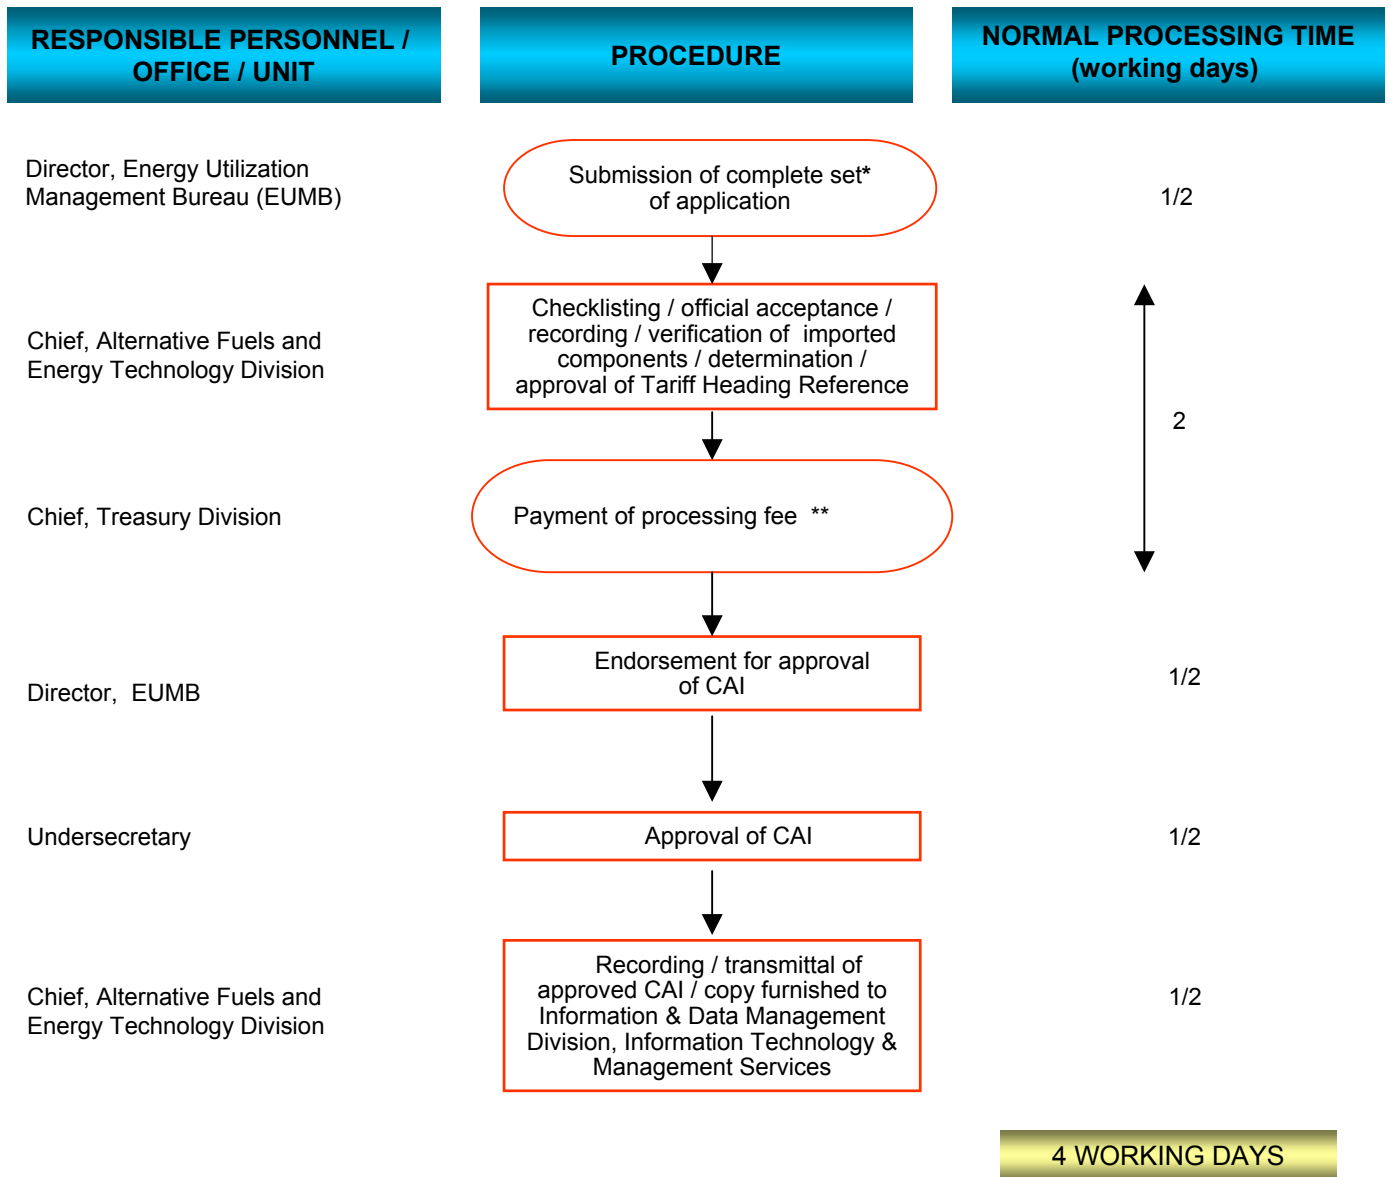 RESPONSIBLE PERSONNEL /
OFFICE / UNIT
PROCEDURE
NORMAL PROCESSING TIME
(working days)
Director, Energy Utilization
Management Bureau (EUMB)
Submission of complete set*
of application
1/2
Chief, Alternative Fuels and
Energy Technology Division
Checklisting / official acceptance /
recording / verification of imported
components / determination /
approval of Tariff Heading Reference
2
Chief, Treasury Division
Payment of processing fee **
Director, EUMB
Endorsement for approval
of CAI
1/2
Undersecretary
Approval of CAI
1/2
Chief, Alternative Fuels and
Energy Technology Division
Recording / transmittal of
approved CAI / copy furnished to
Information & Data Management
Division, Information Technology &
Management Services
1/2
4 WORKING DAYS